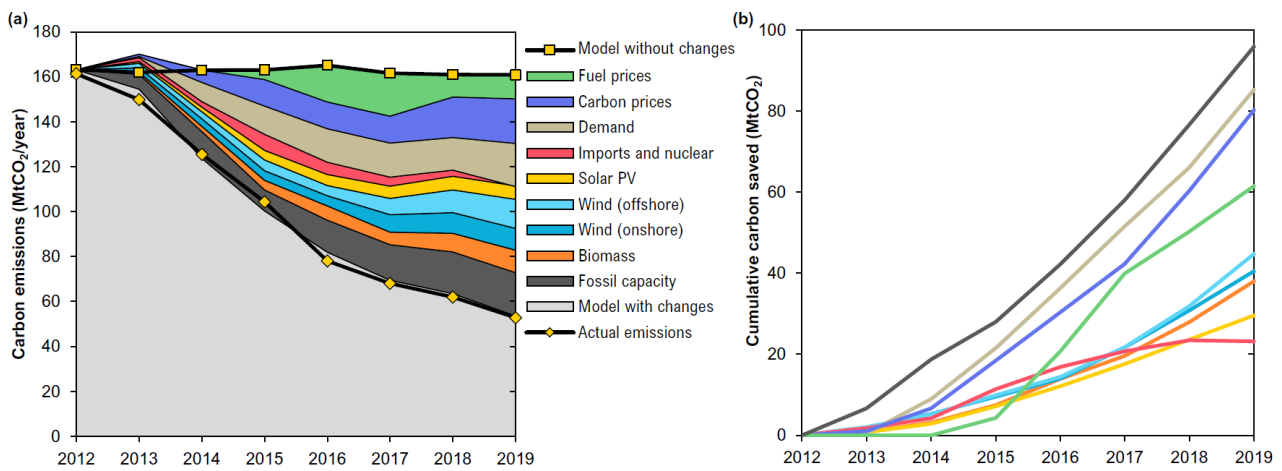 (a)
Carbon emissions (MtCO2/year)
180
160
140
120
100
80
60
40
20
0
2012 2013 2014 2015 2016 2017 2018 2019
Model without changes
Fuel prices
Carbon prices
Demand
Imports and nuclear
Solar PV
Wind (offshore)
Wind (onshore)
Biomass
Fossil capacity
Model with changes
Actual emissions
(b)
Cumulative carbon saved (MtCO2)
100
80
60
40
20
0
2012 2013 2014 2015 2016 2017 2018 2019